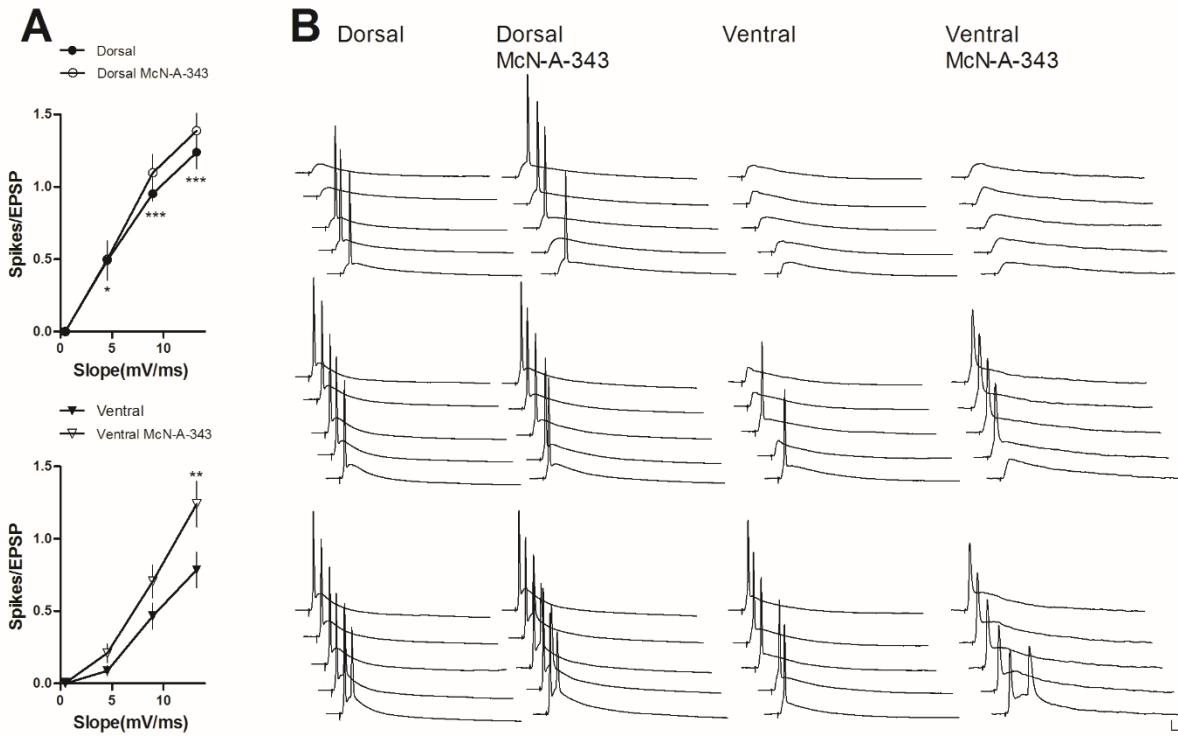 A
B
Dorsal
Dorsal McN-A-343
Dorsal
Dorsal
McN-A-343
Ventral
Ventral
McN-A-343
Spikes/EPSP
1.5
1.0
0.5
0.0
***
***
*
0
5
10
Slope(mV/ms)
Ventral
Ventral McN-A-343
Spikes/EPSP
1.5
1.0
0.5
0.0
**
0
5
10
Slope(mV/ms)